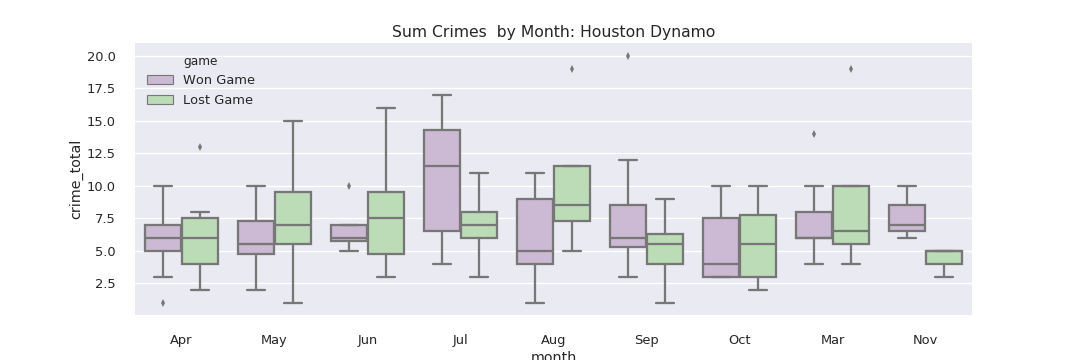 Sum Crimes  by Month: Houston Dynamo
20.0
17.5
15.0
12.5
10.0
7.5
5.0
2.5
crime_total
game
Won Game
Lost Game
Apr May Jun Jul Aug Sep Oct Mar Nov
month